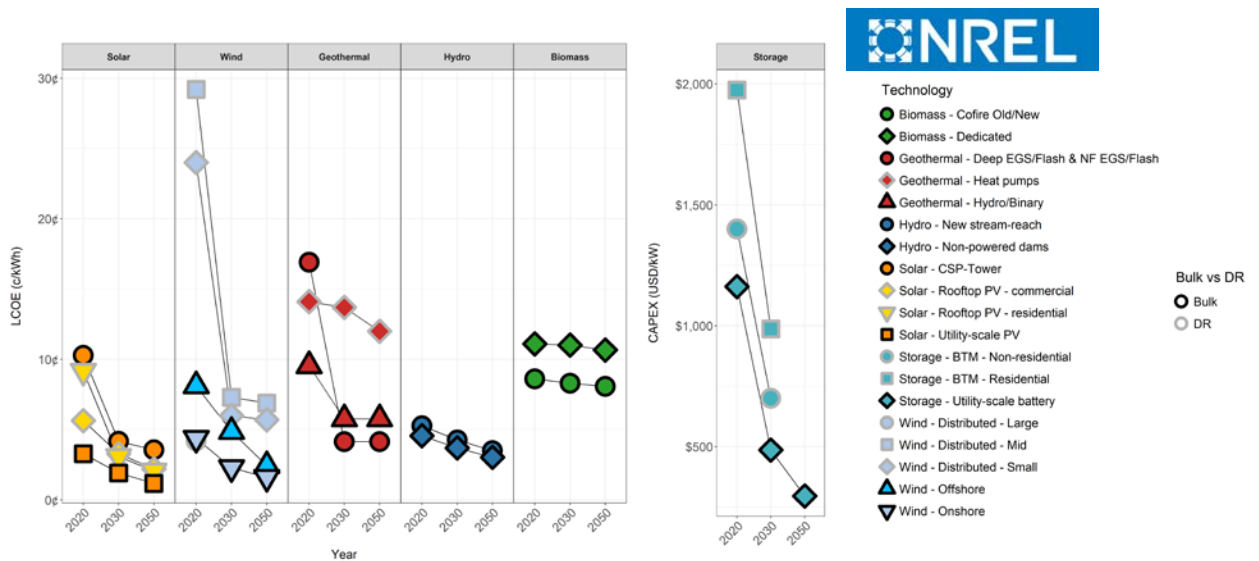 NREL
Solar
Wind
Geothermal
Hydro
Biomass
30¢
20¢
10¢
0¢
LCOE (c/kWh)
2020
2030
2050
2020
2030
2050
2020
2030
2050
2020
2030
2050
2020
2030
2050
Year
Storage
$2,000
$1,500
$1,000
$500
CAPEX (USD/kW)
2020
2030
2050
Technology
Biomass - Cofire Old/New
Biomass - Dedicated
Geothermal - Deep EGS/Flash & NF EGS/Flash
Geothermal - Heat pumps
Geothermal - Hydro/Binary
Hydro - New stream-reach
Hydro - Non-powered dams
Solar - CSP-Tower
Solar - Rooftop PV - commercial
Solar - Rooftop PV - residential
Solar - Utility-scale PV
Storage - BTM - Non-residential
Storage - BTM - Residential
Storage - Utility-scale battery
Wind - Distributed - Large
Wind - Distributed - Mid
Wind - Distributed - Small
Wind - Offshore
Wind - Onshore
Bulk vs DR
Bulk
DR